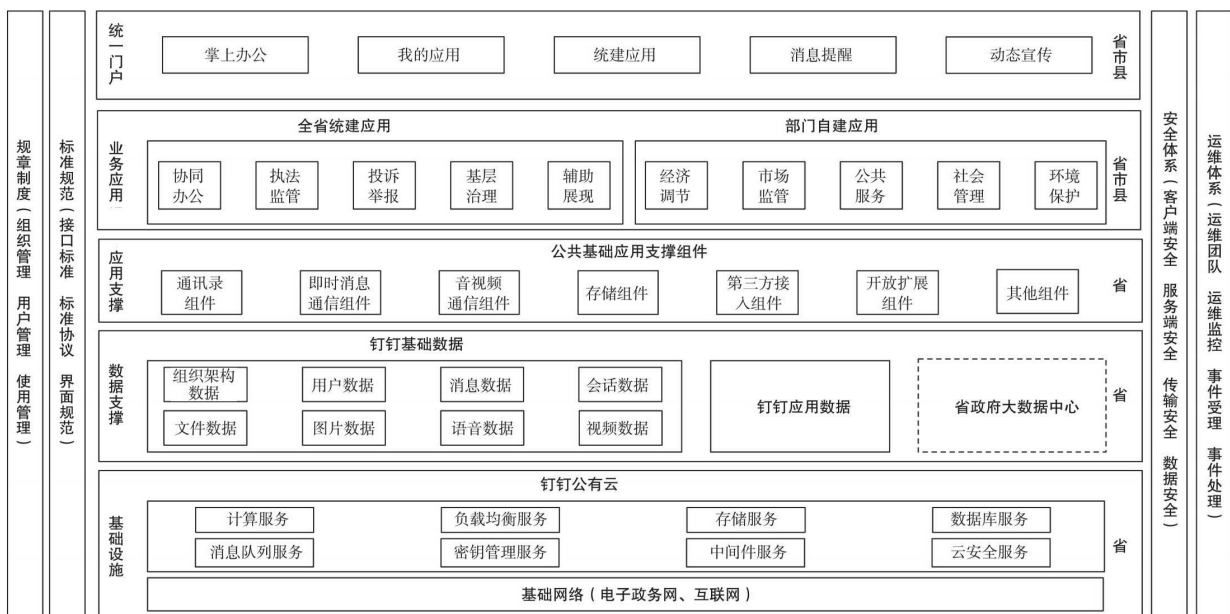 规章制度(组织管理 用户管理 使用管理)
标准规范(接口标准 标准协议 界面规范)
统一门户
掌上办公
我的应用
统建应用
消息提醒
动态宣传
省市县
业务应用
全省统建应用
协同
办公
执法
监管
投诉
举报
基层
治理
辅助
展现
部门自建应用
经济
调节
市场
监管
公共
服务
社会
管理
环境
保护
省市县
应用支撑
公共基础应用支撑组件
通讯录
组件
即时消息
通信组件
音视频
通信组件
存储组件
第三方接
入组件
开放扩展
组件
其他组件
省
数据支撑
钉钉基础数据
组织架构
数据
用户数据
消息数据
会话数据
文件数据
图片数据
语音数据
视频数据
钉钉应用数据
省政府大数据中心
省
基础设施
钉钉公有云
计算服务
负载均衡服务
存储服务
数据库服务
消息队列服务
密钥管理服务
中间件服务
云安全服务
省
基础网络(电子政务网、互联网)
安全体系(客户端安全 服务端安全 传输安全 数据安全)
运维体系(运维团队 运维监控 事件受理 事件处理)